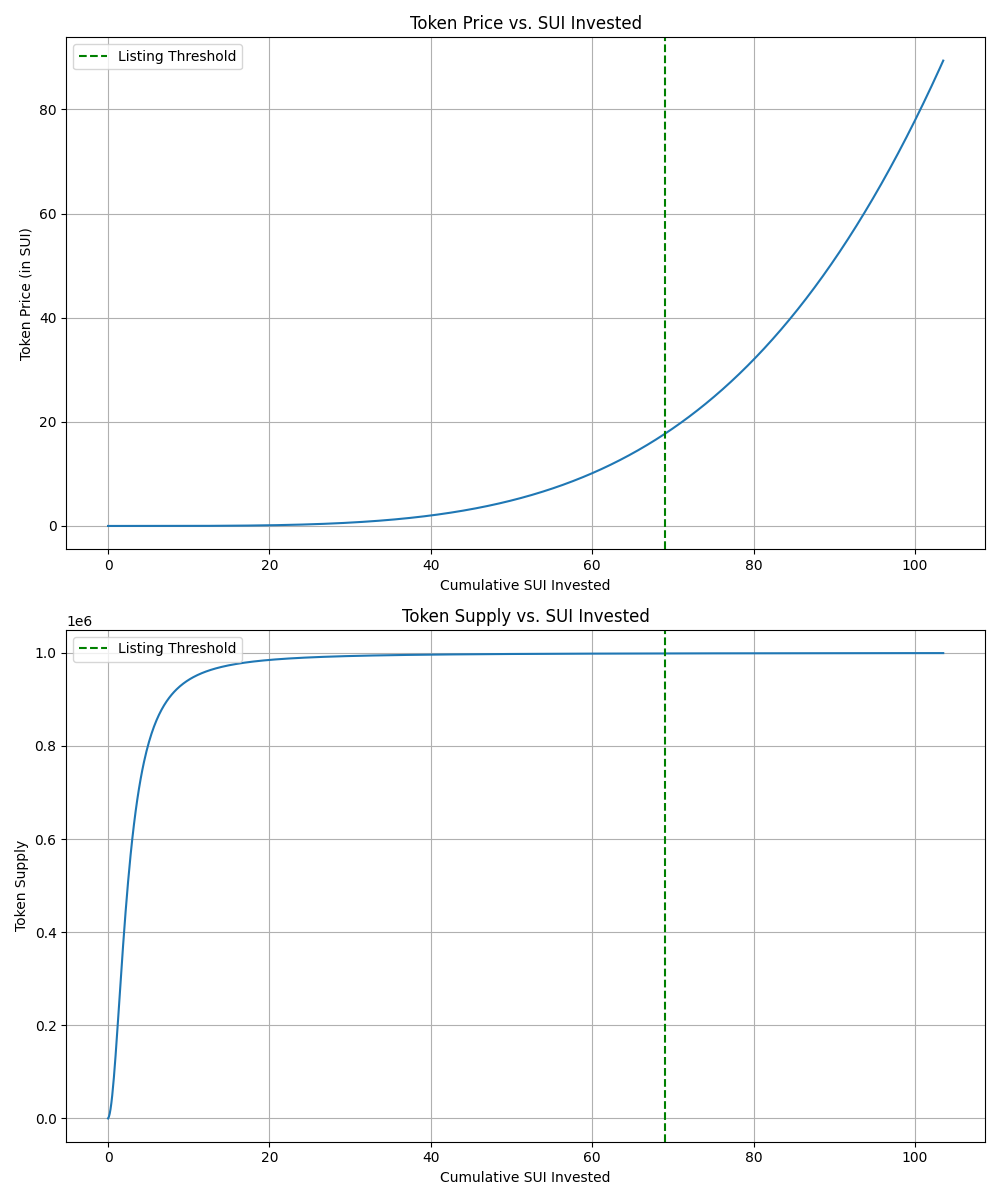 Token Price vs. SUI Invested
Listing Threshold
80
60
40
20
0
Token Price (in SUI)
0 20 40 60 80 100
Cumulative SUI Invested
Token Supply vs. SUI Invested
1e6
Listing Threshold
1.0
0.8
0.6
0.4
0.2
0.0
Token Supply
0 20 40 60 80 100
Cumulative SUI Invested